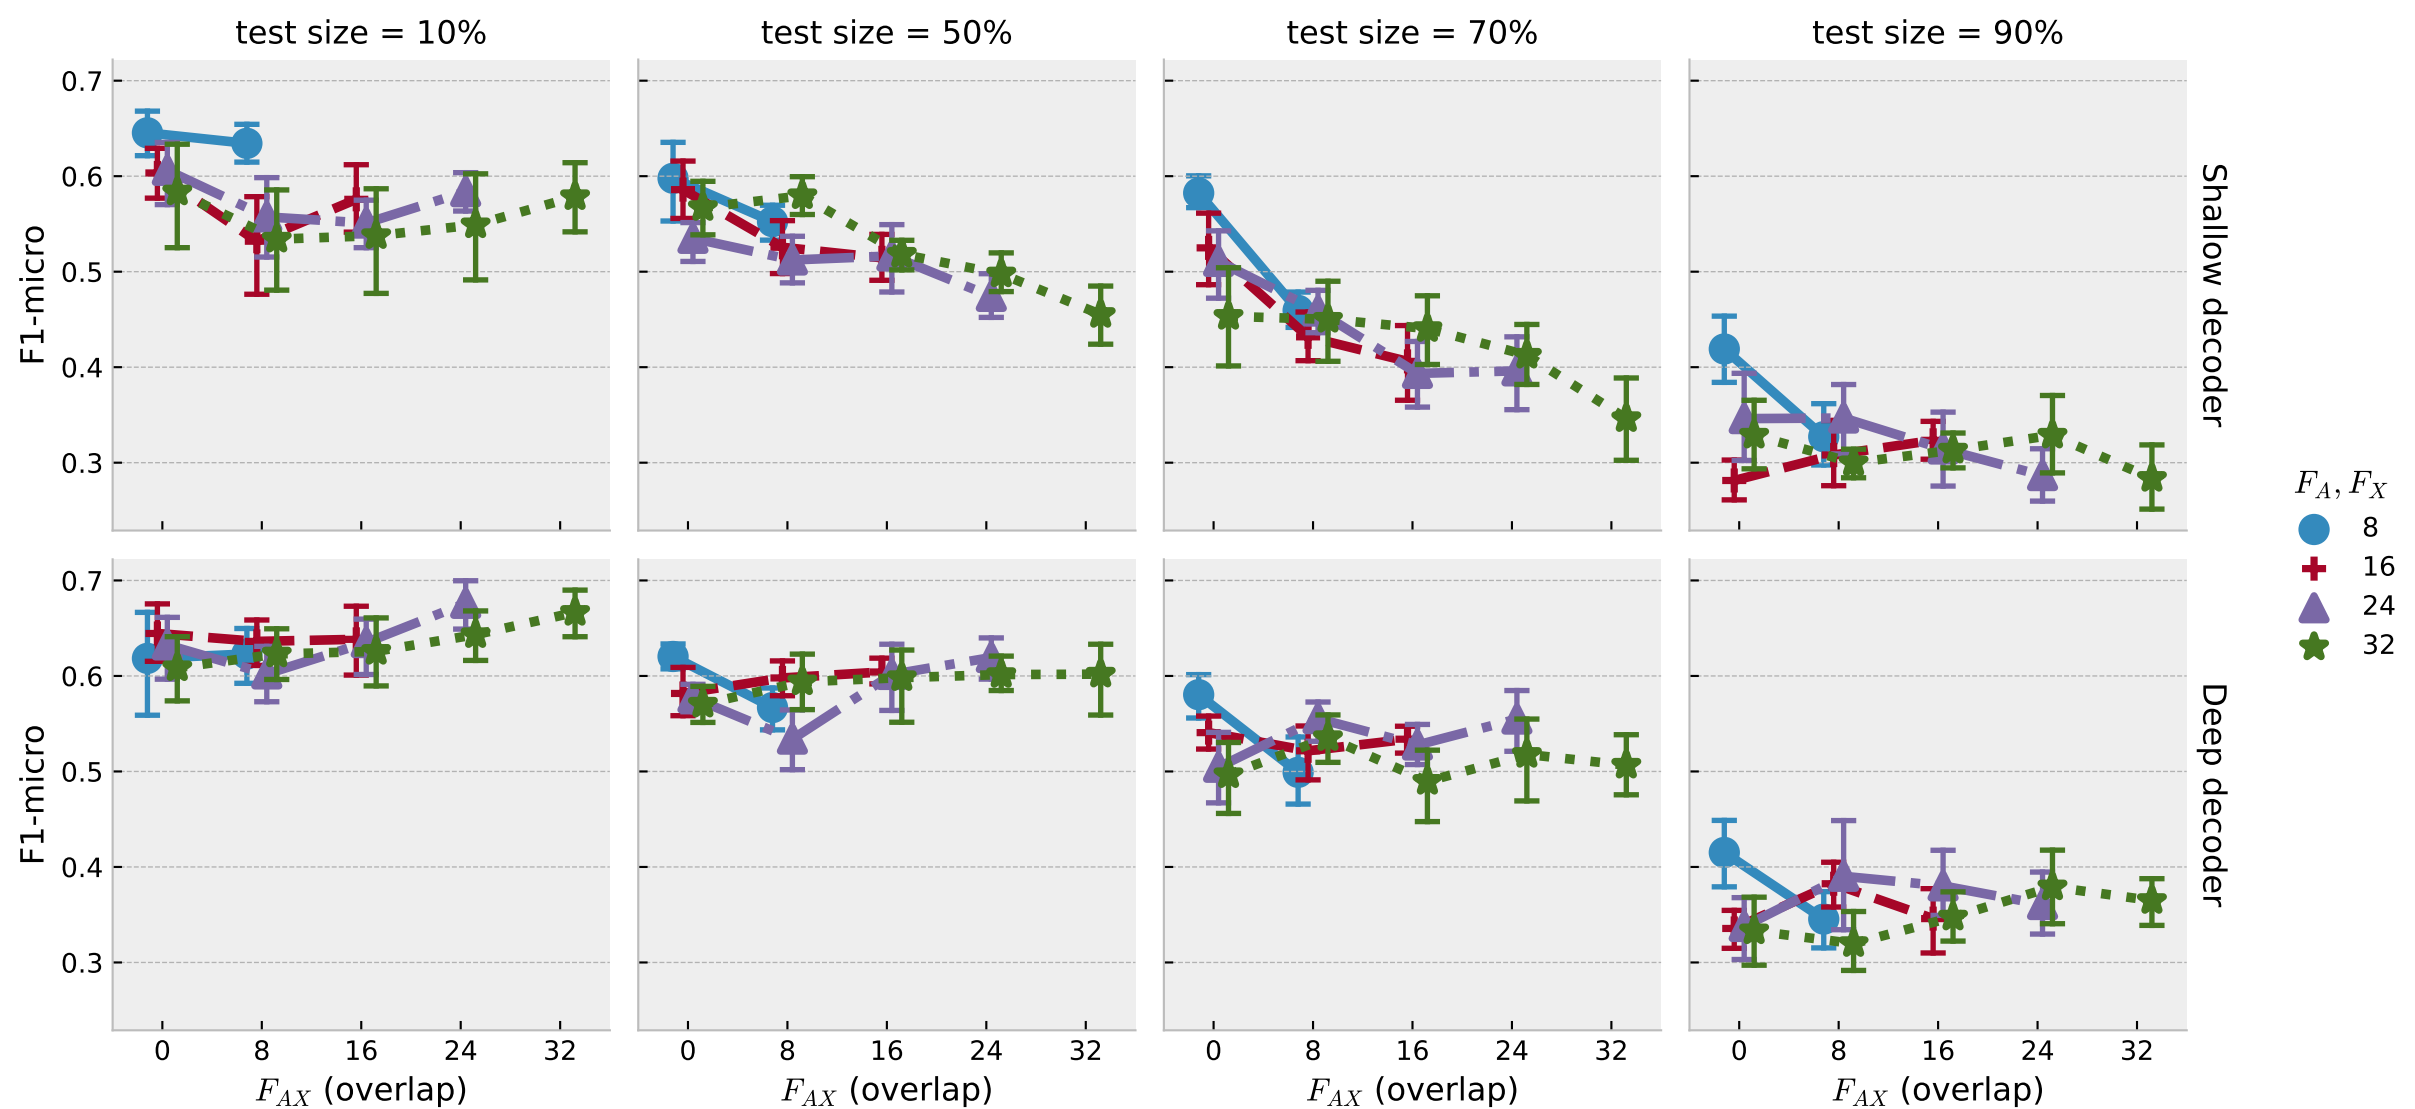 test size = 10%
test size = 50%
test size = 70%
test size = 90%
0.7
0.6
0.5
0.4
0.3
F1-micro
Shallow decoder
0.7
0.6
0.5
0.4
0.3
F1-micro
Deep decoder
0 8 16 24 32
0 8 16 24 32
0 8 16 24 32
0 8 16 24 32
F_AX (overlap)
F_AX (overlap)
F_AX (overlap)
F_AX (overlap)
F_A, F_X
8
16
24
32